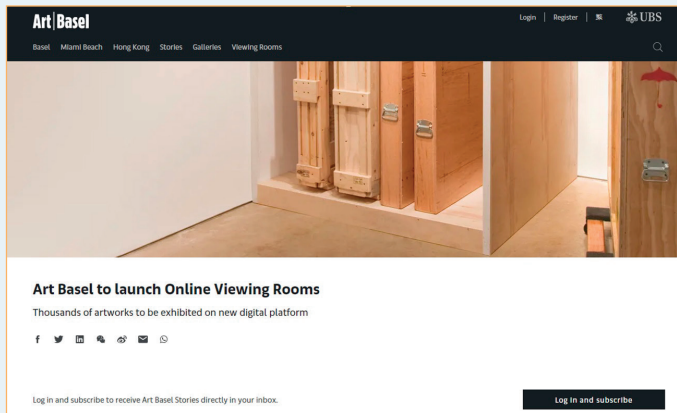 Art Basel
Login | Register | 繁 UBS
Basel Miami Beach Hong Kong Stories Galleries Viewing Rooms
Art Basel to launch Online Viewing Rooms
Thousands of artworks to be exhibited on new digital platform
Log in and subscribe to receive Art Basel Stories directly in your inbox.
Log in and subscribe